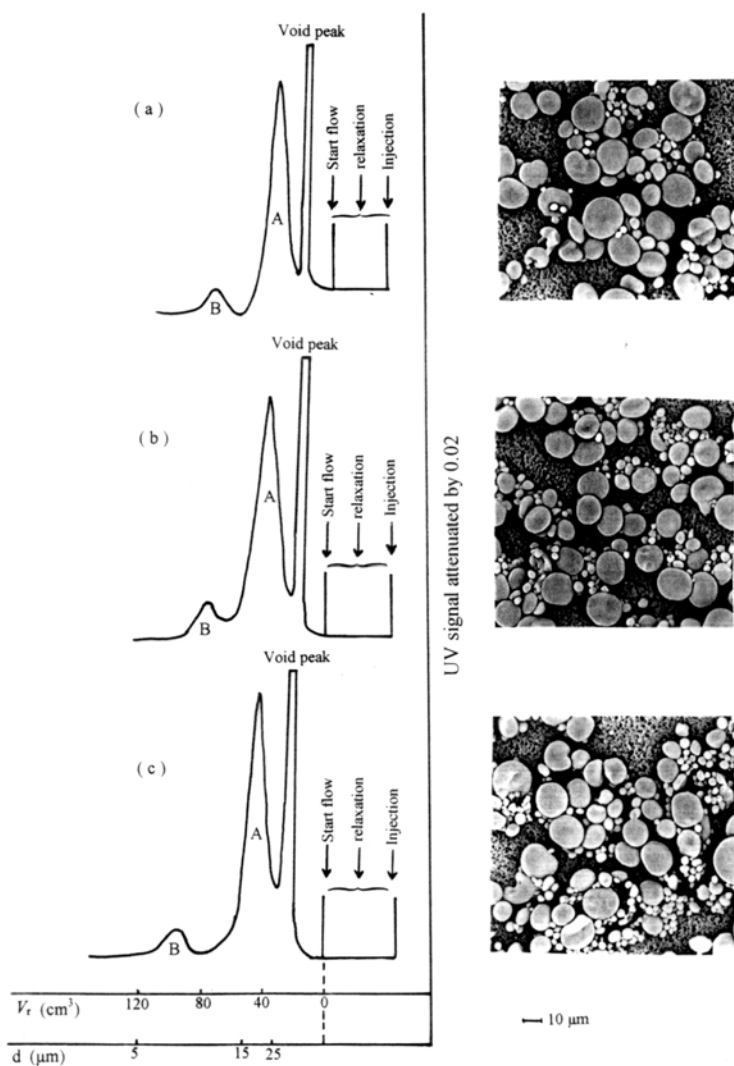 Void peak
( a )
Start flow
relaxation
Injection
A
B
Void peak
( b )
Start flow
relaxation
Injection
A
B
Void peak
( c )
Start flow
relaxation
Injection
A
B
UV signal attenuated by 0.02
120 80 40 0
Vr (cm³)
d (μm) 5 15 25
10 μm